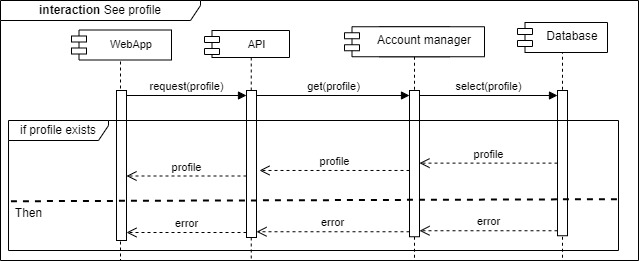 interaction See profile
WebApp
API
Account manager
Database
request(profile)
get(profile)
select(profile)
if profile exists
profile
profile
profile
Then
error
error
error